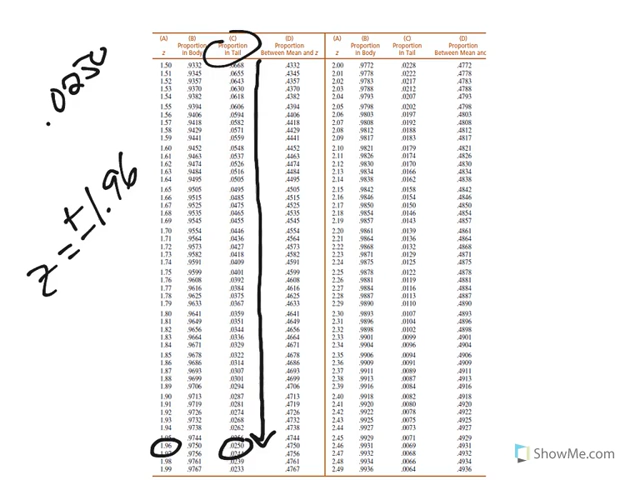 .0250
z = ±1.96
(A) (B) (C) (D) (A) (B) (C) (D)
Proportion Proportion Proportion Proportion Proportion Proportion
z in Body in Tail Between Mean and z z in Body in Tail Between Mean and
1.50 .9332 .0668 .4332 2.00 .9772 .0228 .4772
1.51 .9345 .0655 .4345 2.01 .9778 .0222 .4778
1.52 .9357 .0643 .4357 2.02 .9783 .0217 .4783
1.53 .9370 .0630 .4370 2.03 .9788 .0212 .4788
1.54 .9382 .0618 .4382 2.04 .9793 .0207 .4793
1.55 .9394 .0606 .4394 2.05 .9798 .0202 .4798
1.56 .9406 .0594 .4406 2.06 .9803 .0197 .4803
1.57 .9418 .0582 .4418 2.07 .9808 .0192 .4808
1.58 .9429 .0571 .4429 2.08 .9812 .0188 .4812
1.59 .9441 .0559 .4441 2.09 .9817 .0183 .4817
1.60 .9452 .0548 .4452 2.10 .9821 .0179 .4821
1.61 .9463 .0537 .4463 2.11 .9826 .0174 .4826
1.62 .9474 .0526 .4474 2.12 .9830 .0170 .4830
1.63 .9484 .0516 .4484 2.13 .9834 .0166 .4834
1.64 .9495 .0505 .4495 2.14 .9838 .0162 .4838
1.65 .9505 .0495 .4505 2.15 .9842 .0158 .4842
1.66 .9515 .0485 .4515 2.16 .9846 .0154 .4846
1.67 .9525 .0475 .4525 2.17 .9850 .0150 .4850
1.68 .9535 .0465 .4535 2.18 .9854 .0146 .4854
1.69 .9545 .0455 .4545 2.19 .9857 .0143 .4857
1.70 .9554 .0446 .4554 2.20 .9861 .0139 .4861
1.71 .9564 .0436 .4564 2.21 .9864 .0136 .4864
1.72 .9573 .0427 .4573 2.22 .9868 .0132 .4868
1.73 .9582 .0418 .4582 2.23 .9871 .0129 .4871
1.74 .9591 .0409 .4591 2.24 .9875 .0125 .4875
1.75 .9599 .0401 .4599 2.25 .9878 .0122 .4878
1.76 .9608 .0392 .4608 2.26 .9881 .0119 .4881
1.77 .9616 .0384 .4616 2.27 .9884 .0116 .4884
1.78 .9625 .0375 .4625 2.28 .9887 .0113 .4887
1.79 .9633 .0367 .4633 2.29 .9890 .0110 .4890
1.80 .9641 .0359 .4641 2.30 .9893 .0107 .4893
1.81 .9649 .0351 .4649 2.31 .9896 .0104 .4896
1.82 .9656 .0344 .4656 2.32 .9898 .0102 .4898
1.83 .9664 .0336 .4664 2.33 .9901 .0099 .4901
1.84 .9671 .0329 .4671 2.34 .9904 .0096 .4904
1.85 .9678 .0322 .4678 2.35 .9906 .0094 .4906
1.86 .9686 .0314 .4686 2.36 .9909 .0091 .4909
1.87 .9693 .0307 .4693 2.37 .9911 .0089 .4911
1.88 .9699 .0301 .4699 2.38 .9913 .0087 .4913
1.89 .9706 .0294 .4706 2.39 .9916 .0084 .4916
1.90 .9713 .0287 .4713 2.40 .9918 .0082 .4918
1.91 .9719 .0281 .4719 2.41 .9920 .0080 .4920
1.92 .9726 .0274 .4726 2.42 .9922 .0078 .4922
1.93 .9732 .0268 .4732 2.43 .9925 .0075 .4925
1.94 .9738 .0262 .4738 2.44 .9927 .0073 .4927
.9744 .4744 2.45 .9929 .0071 .4929
1.96 .9750 .0250 .4750 2.46 .9931 .0069 .4931
.9756 .4756 2.47 .9932 .0068 .4932
1.98 .9761 .0239 .4761 2.48 .9934 .0066 .4934
1.99 .9767 .0233 .4767 2.49 .9936 .0064 .4936
ShowMe.com